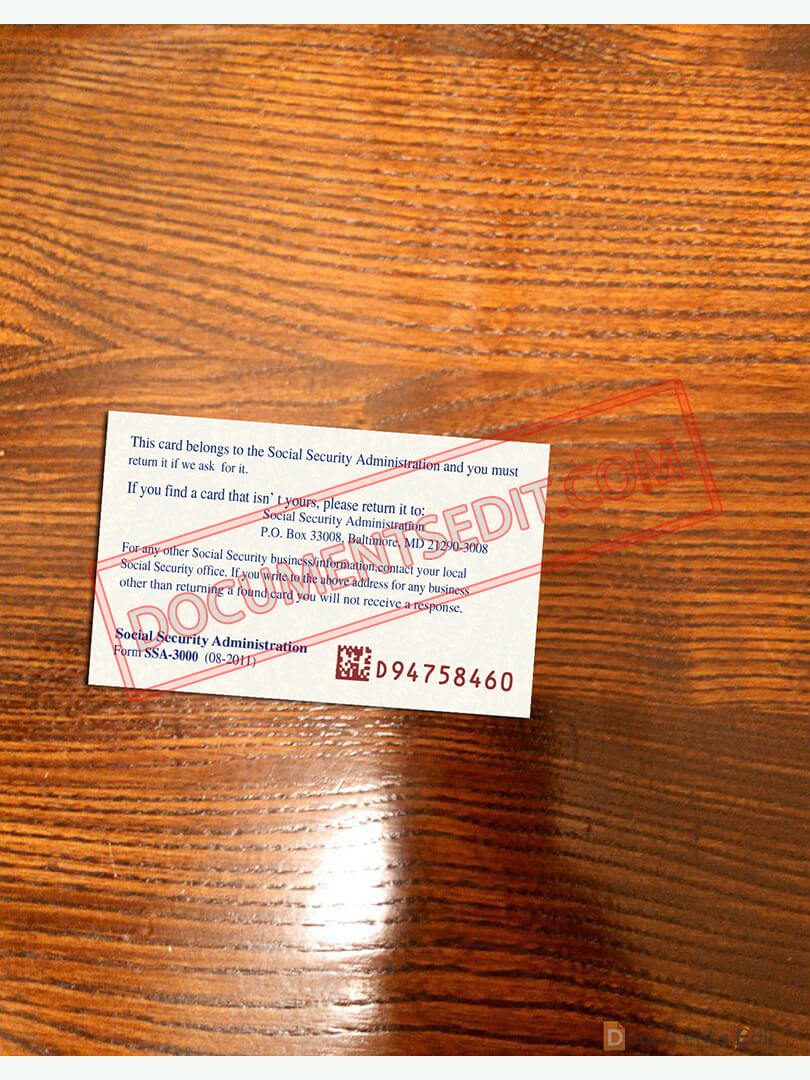 This card belongs to the Social Security Administration and you must
return it if we ask for it.
If you find a card that isn’ t yours, please return it to:
Social Security Administration
P.O. Box 33008, Baltimore, MD 21290-3008
For any other Social Security business/information,contact your local
Social Security office. If you write to the above address for any business
other than returning a found card you will not receive a response.
Social Security Administration
Form SSA-3000 (08-2011)
D94758460
DOCUMENTSEDIT.COM